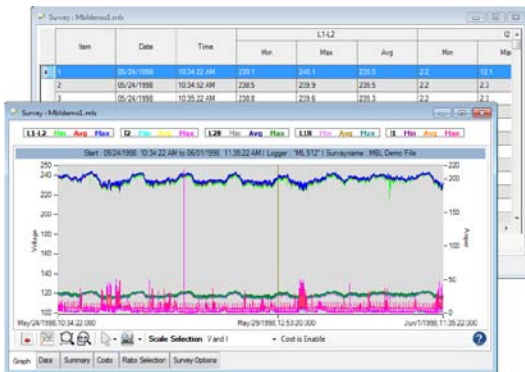 Survey : Mbldemo1.mls
L1-L2
I2
Item
Date
Time
Min
Max
Avg
Min
Max
1 05/24/1998 10:34:22 AM 239.1 240.1 239.5 2.2 12.1
2 05/24/1998 10:34:52 AM 238.5 239.9 239.5 2.2 2.3
3 05/24/1998 10:35:22 AM 238.8 239.6 239.3 2.2 2.3
Survey : Mbldemo1.mls
L1-L2 Min Avg Max I2 Max L2N Min Avg Max L1N Min Avg Max I1 Min Avg Max
Start : 05/24/1998 10:34:22 AM to 06/01/1998, 11:35:22 AM | Logger : "ML 512" | Surveyname : MBL Demo File
250
240
220
200
180
160
140
120
100
Voltage
220
200
150
100
50
0
Amper
May/24/1998,10:34:22.000
May/29/1998,12:53:20.000
Jun/1/1998,11:35:22.000
Scale Selection V and I
Cost is Enable
Graph Data Summary Costs Ratio Selection Survey Options